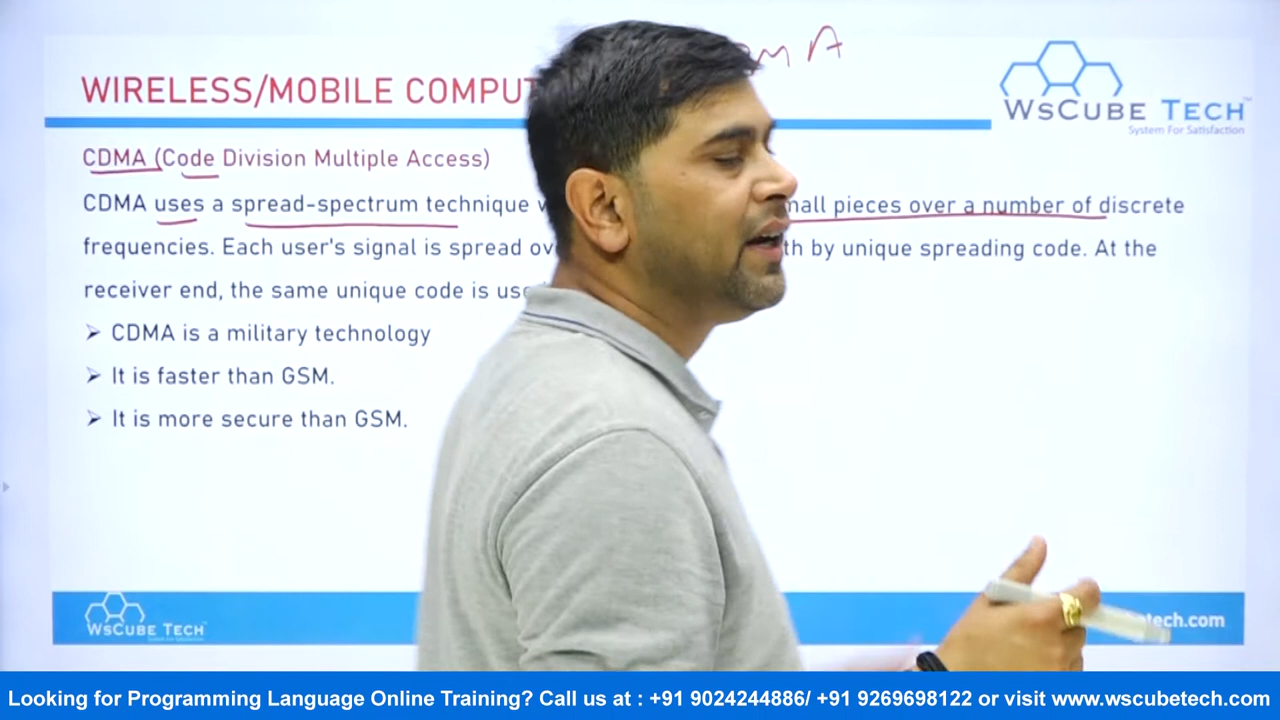 WIRELESS/MOBILE COMPUT
WSCUBE TECH
System For Satisfaction
CDMA (Code Division Multiple Access)
CDMA uses a spread-spectrum technique mall pieces over a number of discrete
frequencies. Each user's signal is spread ov th by unique spreading code. At the
receiver end, the same unique code is use
➢ CDMA is a military technology
➢ It is faster than GSM.
➢ It is more secure than GSM.
WSCUBE TECH
tech.com
Looking for Programming Language Online Training? Call us at : +91 9024244886/ +91 9269698122 or visit www.wscubetech.com